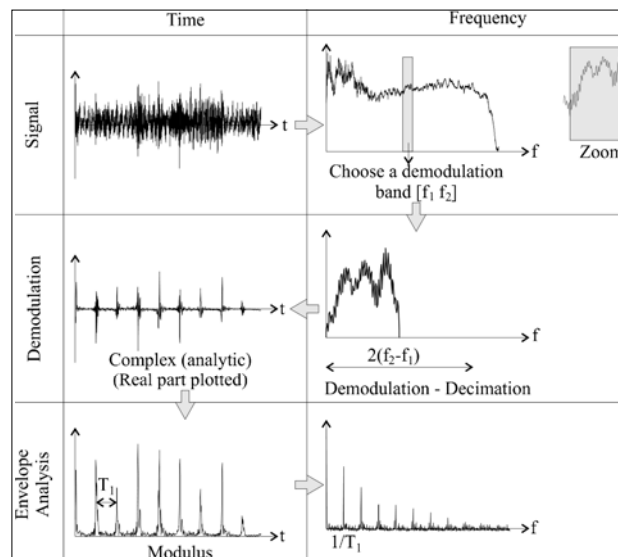 Time
Frequency
Signal
t
f
Choose a demodulation
band [f₁ f₂]
Zoom
Demodulation
t
Complex (analytic)
(Real part plotted)
f
2(f₂-f₁)
Demodulation - Decimation
Envelope
Analysis
T₁
t
Modulus
f
1/T₁